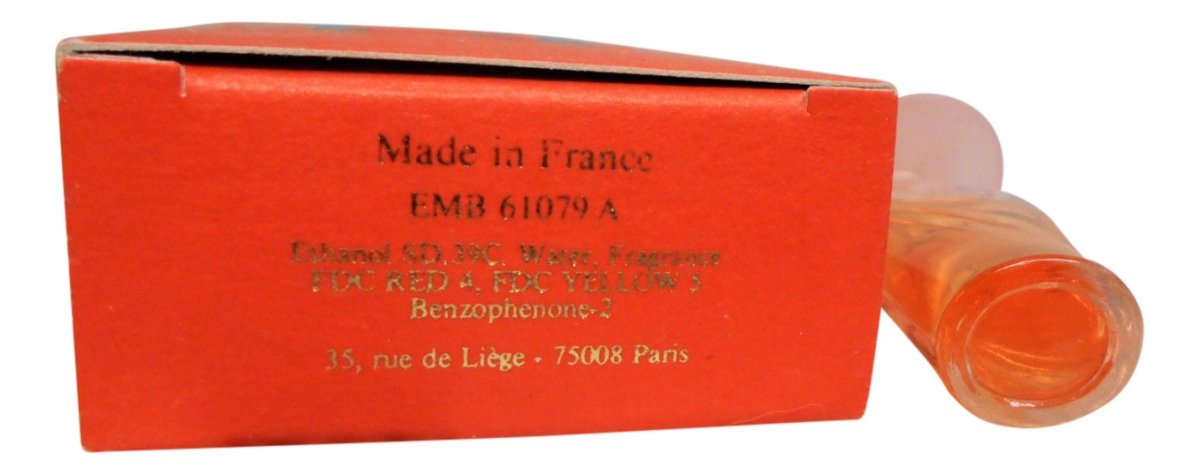 Made in France
EMB 61079 A
Ethanol SD.39C. Water, Fragrance
FDC RED 4, FDC YELLOW 5
Benzophenone-2
35, rue de Liège - 75008 Paris